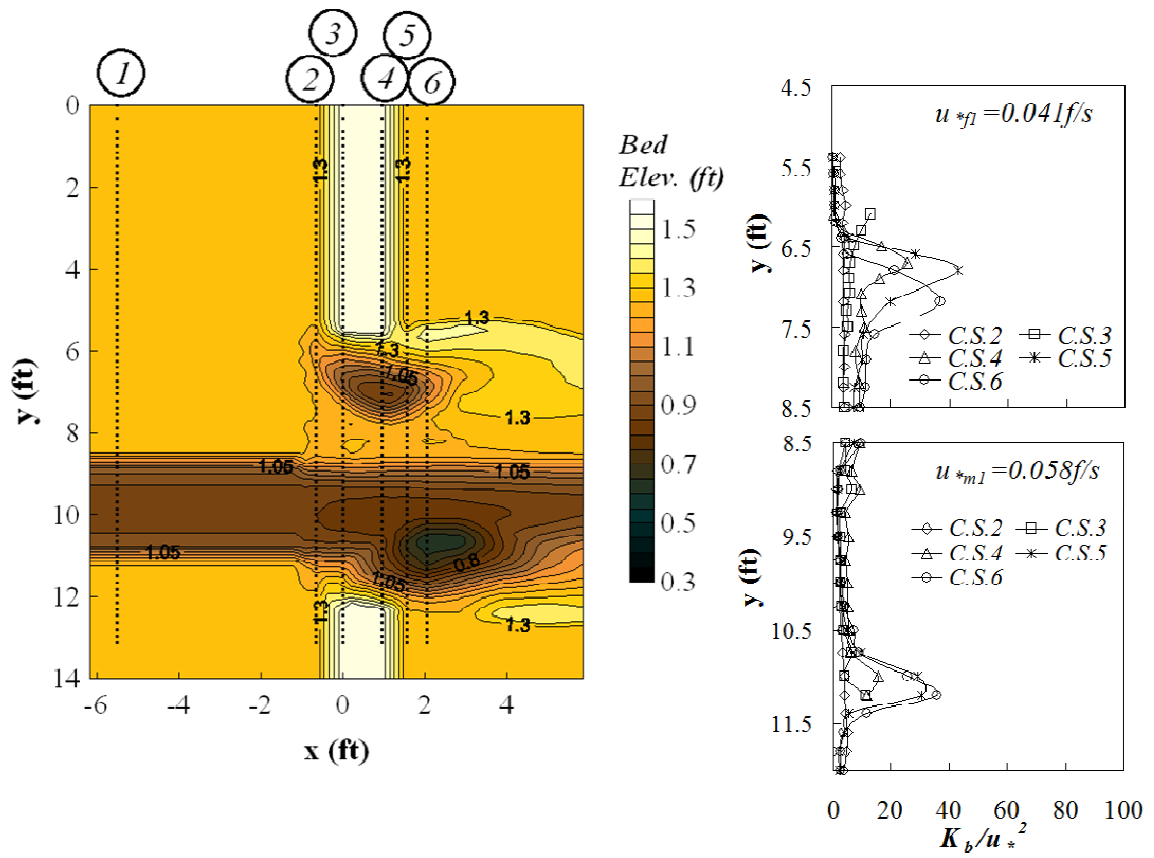 3
5
1
2
4
6
0
2
4
6
8
10
12
14
y (ft)
-6
-4
-2
0
2
4
x (ft)
1.3
1.3
1.3
1.3
1.05
1.3
1.05
1.05
1.05
1.05
0.8
1.3
1.3
Bed
Elev. (ft)
1.5
1.3
1.1
0.9
0.7
0.5
0.3
4.5
5.5
6.5
7.5
8.5
y (ft)
u*f1=0.041f/s
C.S.2
C.S.3
C.S.4
C.S.5
C.S.6
8.5
9.5
10.5
11.5
y (ft)
u*m1=0.058f/s
C.S.2
C.S.3
C.S.4
C.S.5
C.S.6
0 20 40 60 80 100
Kb/u*²